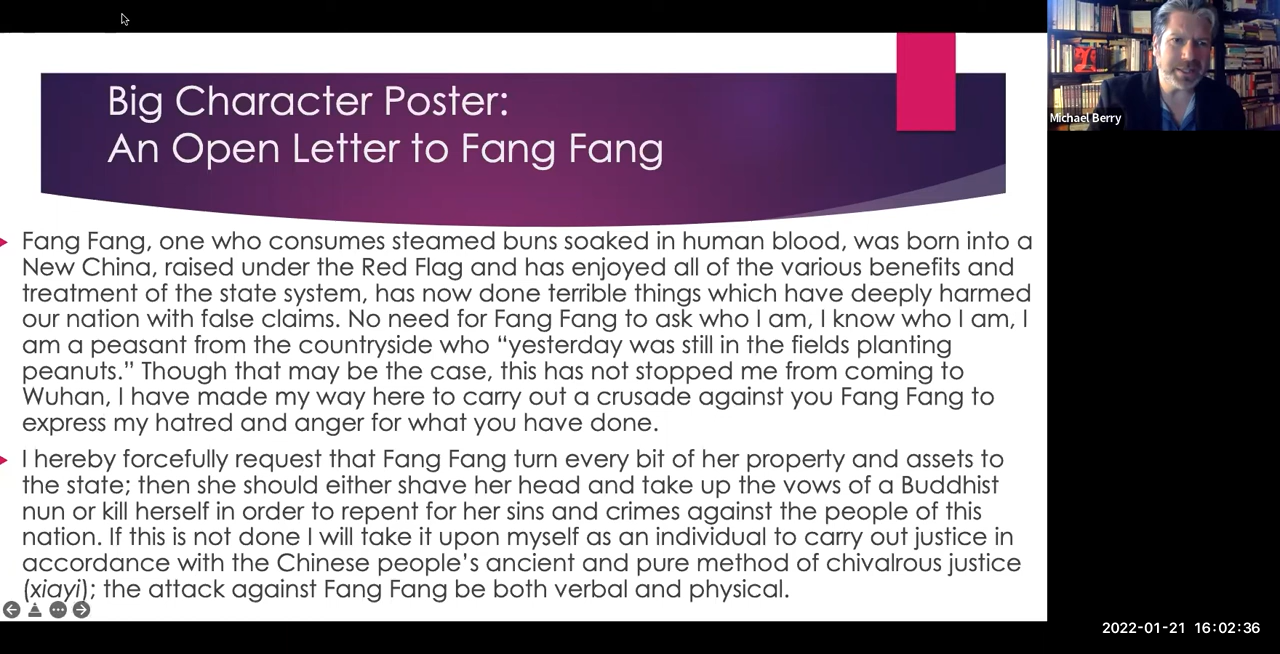 Big Character Poster:
An Open Letter to Fang Fang
Michael Berry
Fang Fang, one who consumes steamed buns soaked in human blood, was born into a
New China, raised under the Red Flag and has enjoyed all of the various benefits and
treatment of the state system, has now done terrible things which have deeply harmed
our nation with false claims. No need for Fang Fang to ask who I am, I know who I am, I
am a peasant from the countryside who “yesterday was still in the fields planting
peanuts.” Though that may be the case, this has not stopped me from coming to
Wuhan, I have made my way here to carry out a crusade against you Fang Fang to
express my hatred and anger for what you have done.
I hereby forcefully request that Fang Fang turn every bit of her property and assets to
the state; then she should either shave her head and take up the vows of a Buddhist
nun or kill herself in order to repent for her sins and crimes against the people of this
nation. If this is not done I will take it upon myself as an individual to carry out justice in
accordance with the Chinese people’s ancient and pure method of chivalrous justice
(xiayi); the attack against Fang Fang be both verbal and physical.
2022-01-21 16:02:36